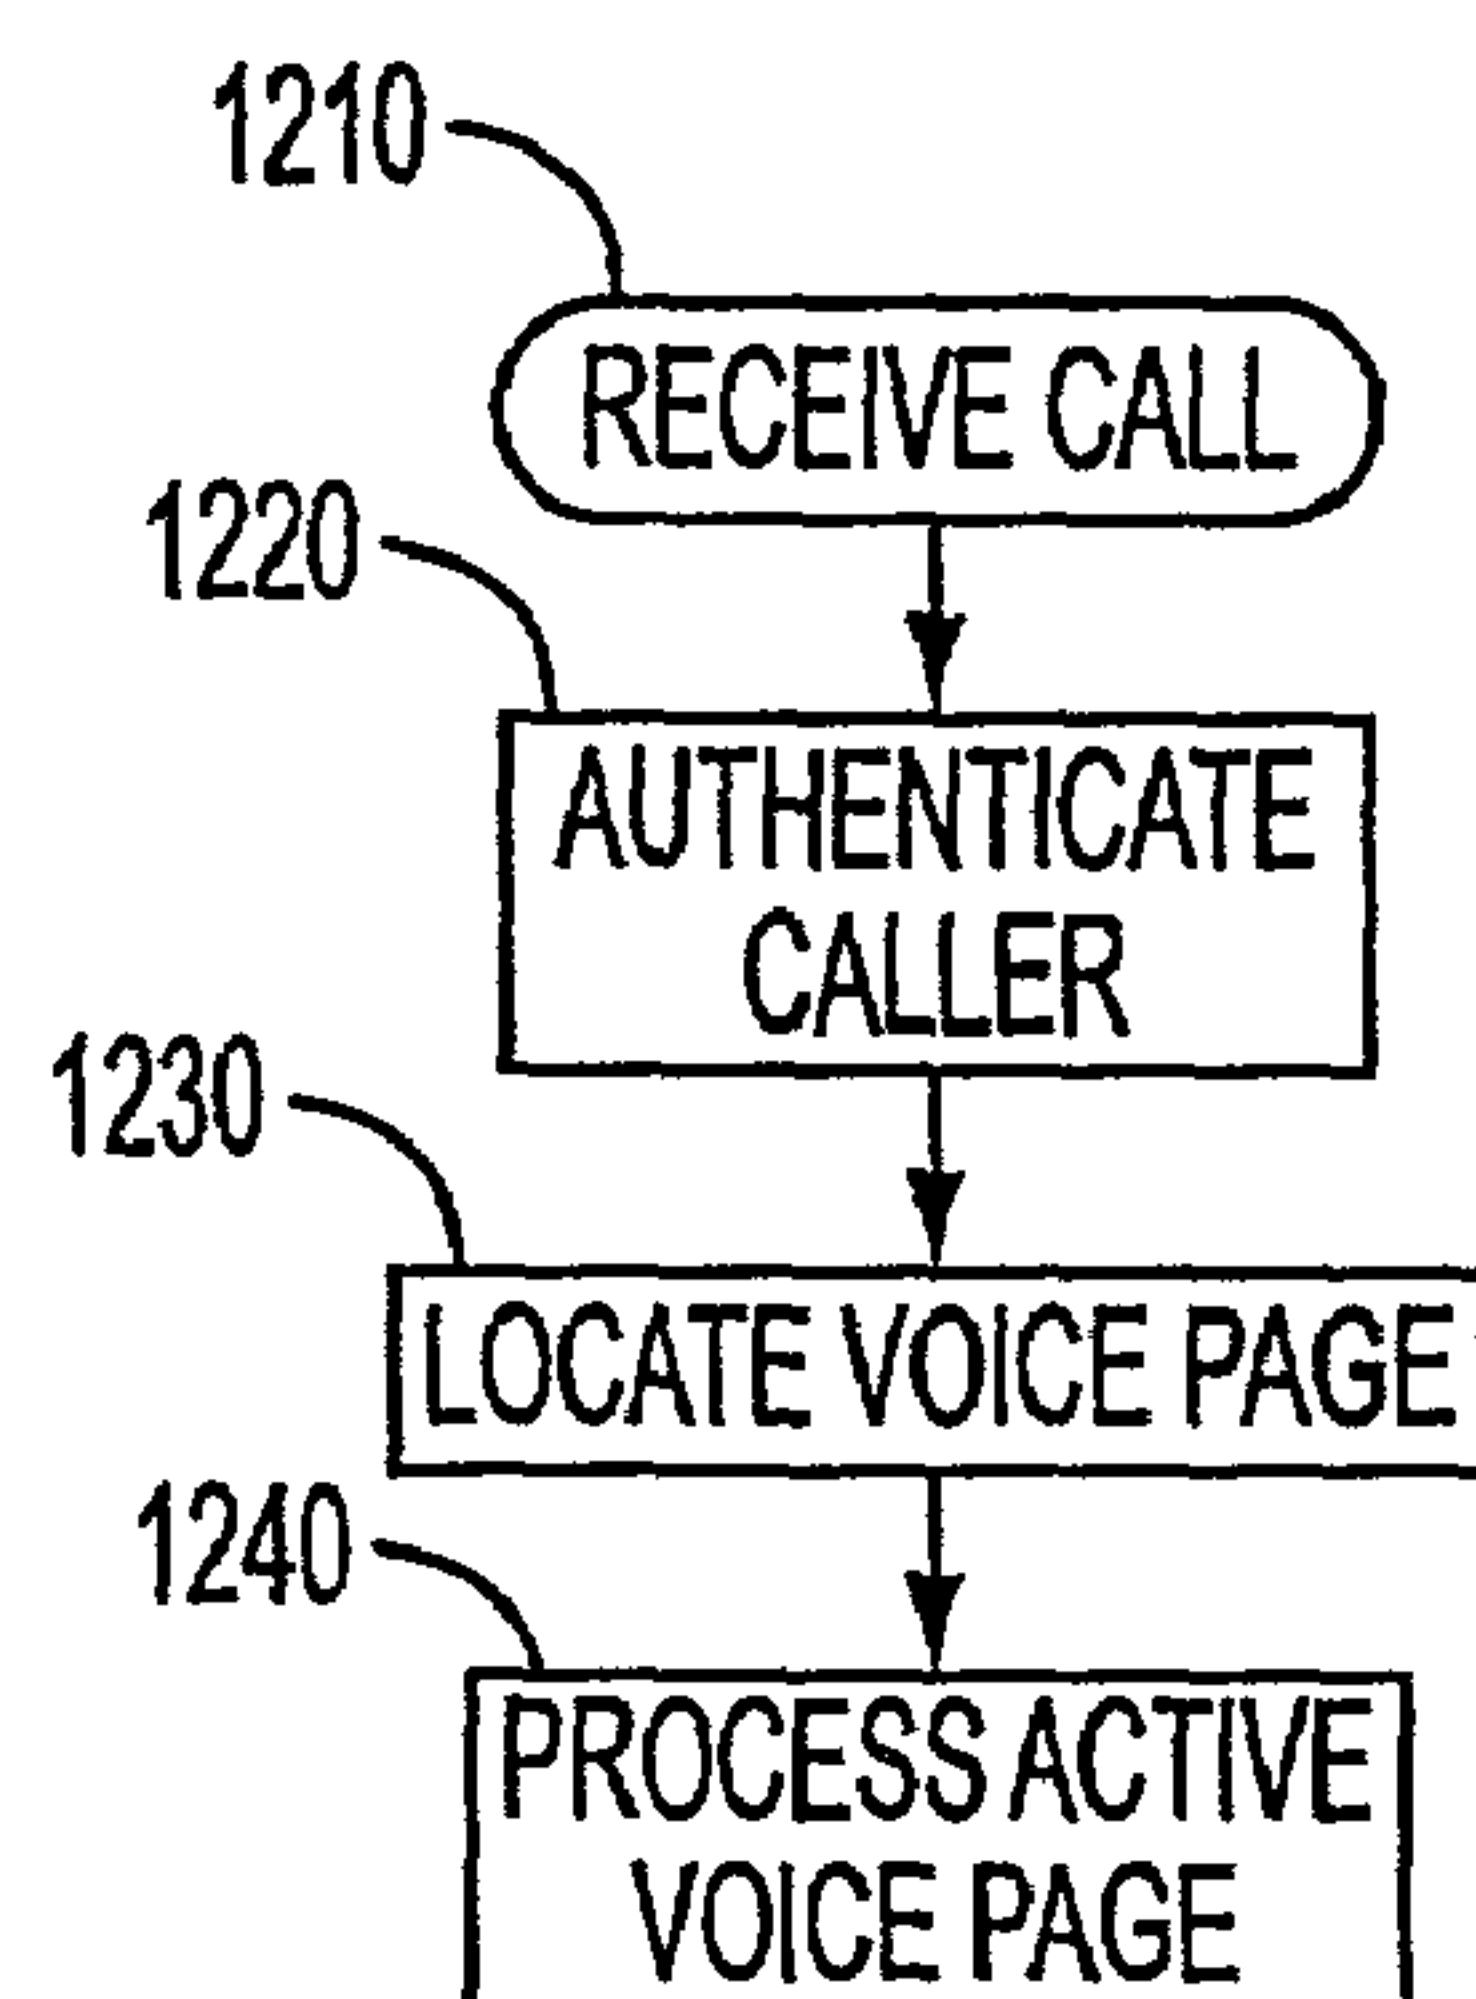 1210
RECEIVE CALL
1220
AUTHENTICATE
CALLER
1230
LOCATE VOICE PAGE
1240
PROCESS ACTIVE
VOICE PAGE